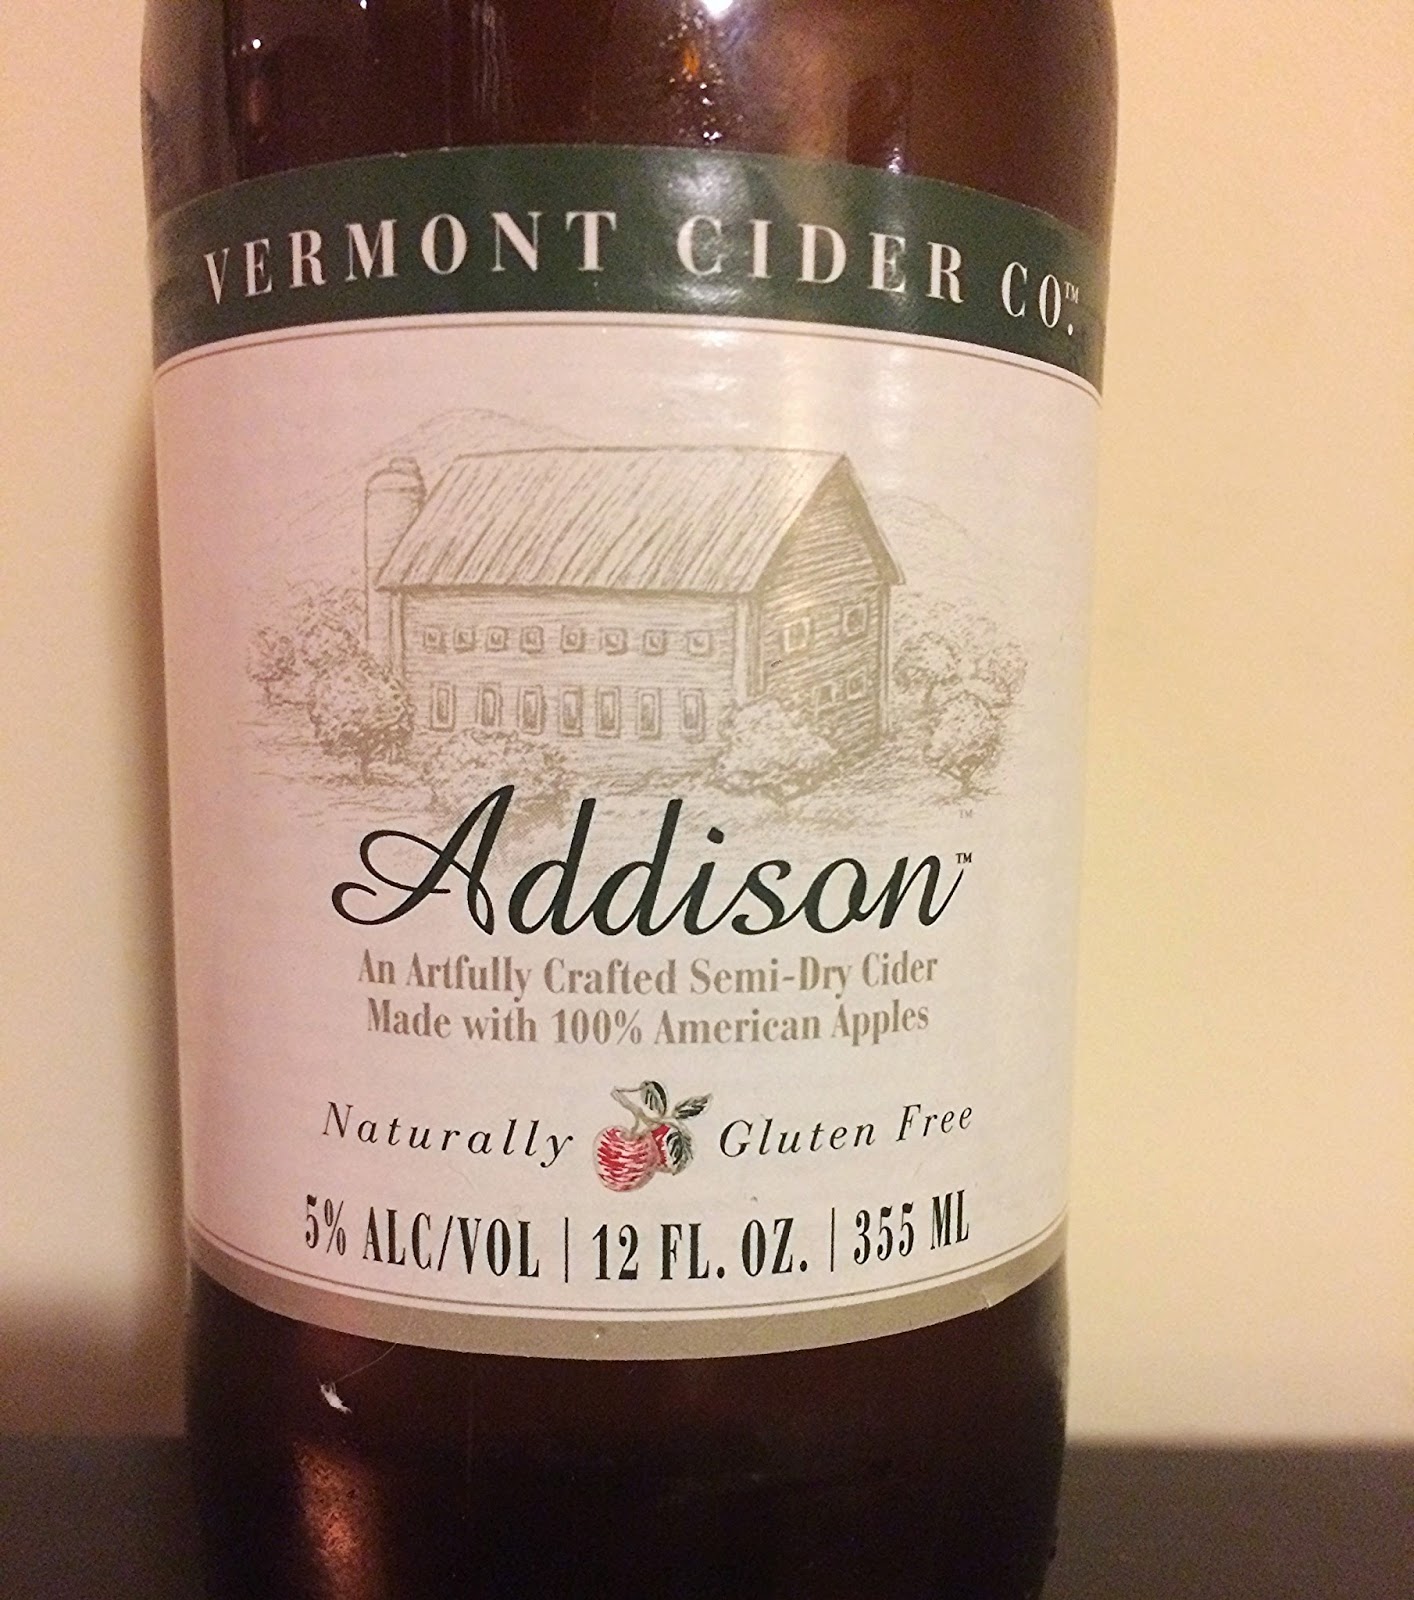 VERMONT CIDER CO.™
™
Addison™
An Artfully Crafted Semi-Dry Cider
Made with 100% American Apples
Naturally Gluten Free
5% ALC/VOL | 12 FL. OZ. | 355 ML